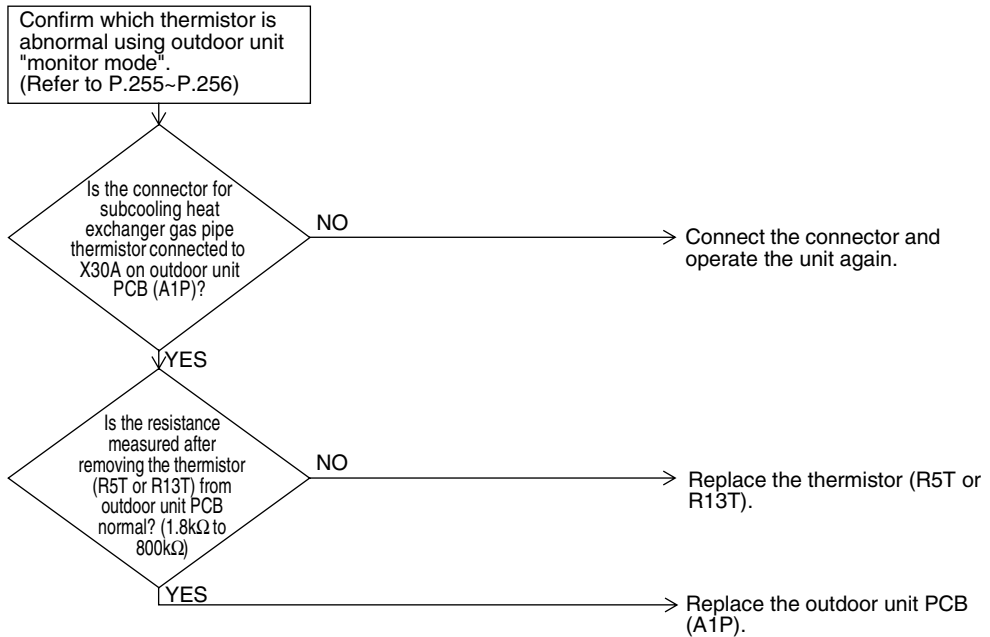 Confirm which thermistor is
abnormal using outdoor unit
"monitor mode".
(Refer to P.255~P.256)
Is the connector for
subcooling heat
exchanger gas pipe
thermistor connected to
X30A on outdoor unit
PCB (A1P)?
NO
Connect the connector and
operate the unit again.
YES
Is the resistance
measured after
removing the thermistor
(R5T or R13T) from
outdoor unit PCB
normal? (1.8kΩ to
800kΩ)
NO
Replace the thermistor (R5T or
R13T).
YES
Replace the outdoor unit PCB
(A1P).